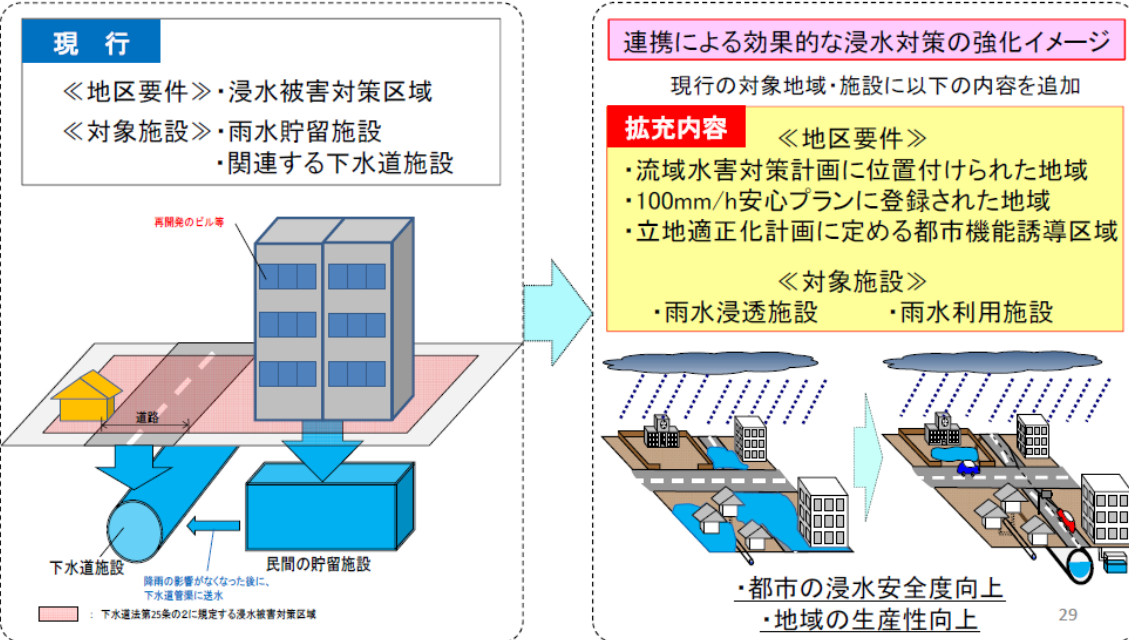 現　行
≪地区要件≫・浸水被害対策区域
≪対象施設≫・雨水貯留施設
・関連する下水道施設
再開発のビル等
道路
下水道施設
民間の貯留施設
降雨の影響がなくなった後に、
下水道管渠に送水
： 下水道法第25条の2に規定する浸水被害対策区域
連携による効果的な浸水対策の強化イメージ
現行の対象地域・施設に以下の内容を追加
拡充内容
≪地区要件≫
・流域水害対策計画に位置付けられた地域
・100mm/h安心プランに登録された地域
・立地適正化計画に定める都市機能誘導区域
≪対象施設≫
・雨水浸透施設　・雨水利用施設
・都市の浸水安全度向上
・地域の生産性向上
29